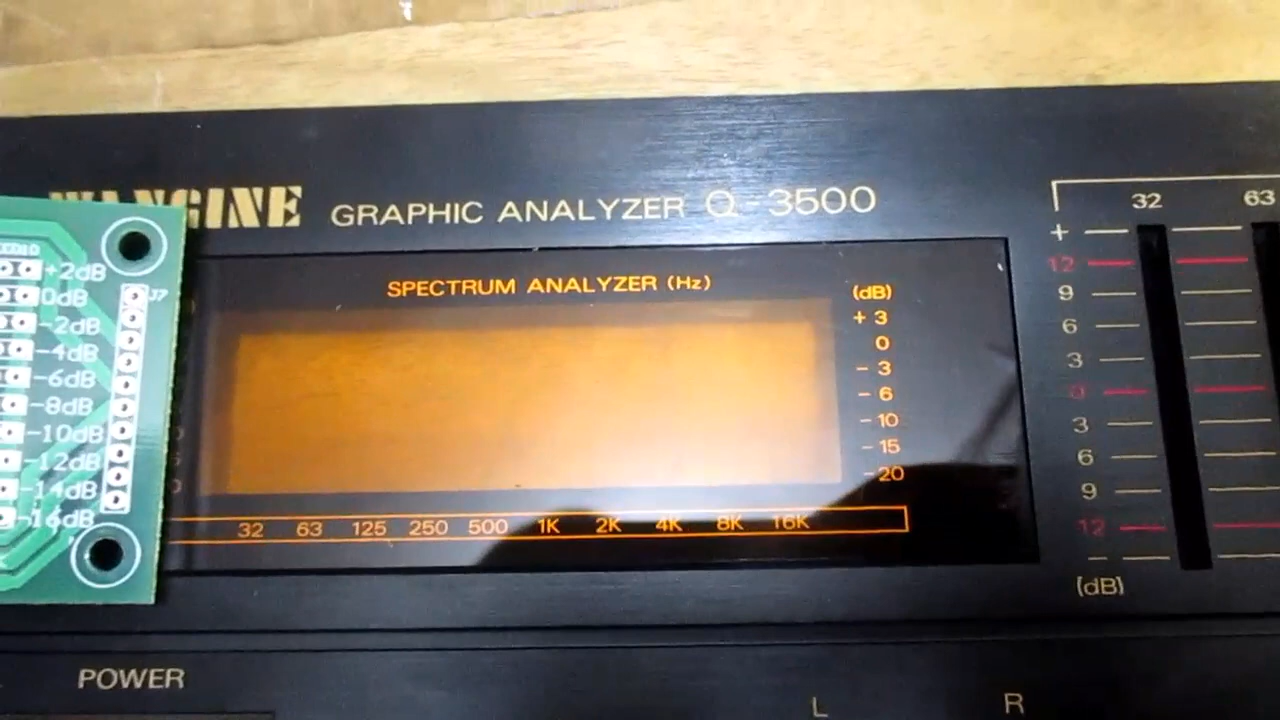 GRAPHIC ANALYZER Q-3500
SPECTRUM ANALYZER (Hz)
(dB)
+ 3
0
- 3
- 6
- 10
- 15
- 20
32 63 125 250 500 1K 2K 4K 8K 16K
+2dB
0dB
-2dB
-4dB
-6dB
-8dB
-10dB
-12dB
-14dB
-16dB
J7
32 63
+
12
9
6
3
0
3
6
9
12
-
(dB)
POWER
L R